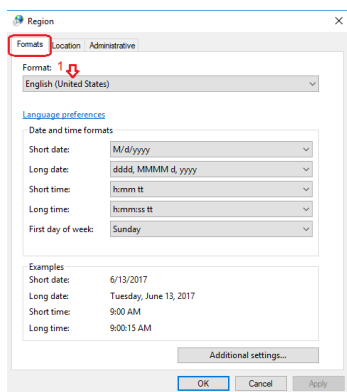 Region
Formats Location Administrative
Format: 1
English (United States)
Language preferences
Date and time formats
Short date: M/d/yyyy
Long date: dddd, MMMM d, yyyy
Short time: h:mm tt
Long time: h:mm:ss tt
First day of week: Sunday
Examples
Short date: 6/13/2017
Long date: Tuesday, June 13, 2017
Short time: 9:00 AM
Long time: 9:00:15 AM
Additional settings...
OK Cancel Apply